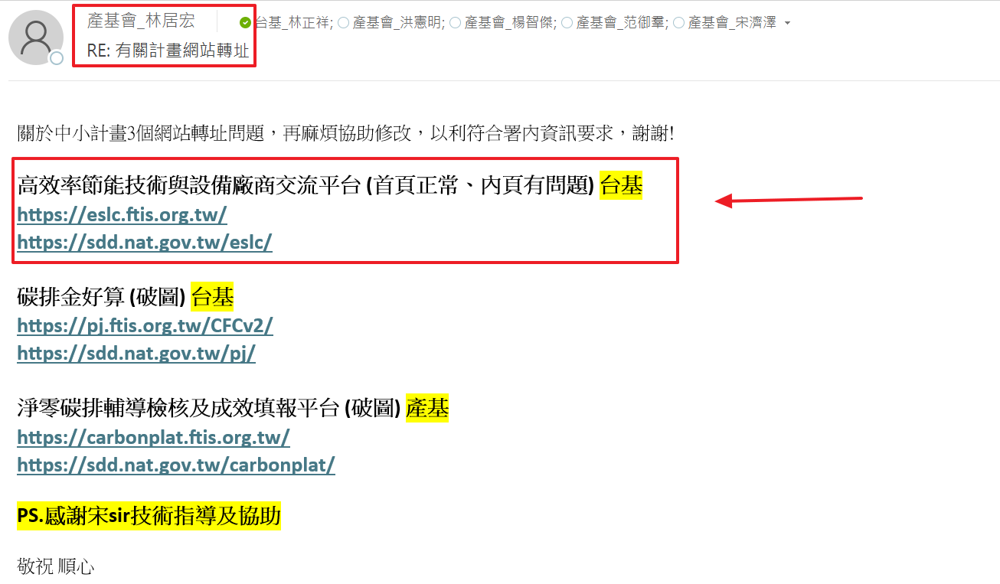 產基會_林居宏
台基_林正祥; 產基會_洪憲明; 產基會_楊智傑; 產基會_范御羣; 產基會_宋濟澤
RE: 有關計畫網站轉址
關於中小計畫3個網站轉址問題，再麻煩協助修改，以利符合署內資訊要求，謝謝!
高效率節能技術與設備廠商交流平台 (首頁正常、內頁有問題) 台基
https://eslc.ftis.org.tw/
https://sdd.nat.gov.tw/eslc/
碳排金好算 (破圖) 台基
https://pj.ftis.org.tw/CFCv2/
https://sdd.nat.gov.tw/pj/
淨零碳排輔導檢核及成效填報平台 (破圖) 產基
https://carbonplat.ftis.org.tw/
https://sdd.nat.gov.tw/carbonplat/
PS.感謝宋sir技術指導及協助
敬祝 順心